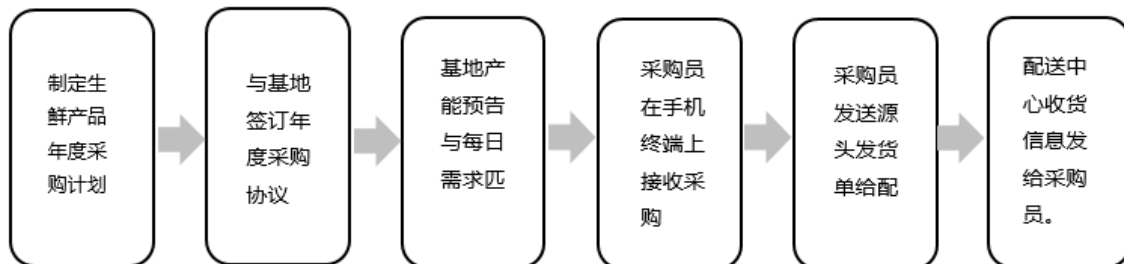 制定生
鲜产品
年度采
购计划
与基地
签订年
度采购
协议
基地产
能预告
与每日
需求匹
采购员
在手机
终端上
接收采
购
采购员
发送源
头发货
单给配
配送中
心收货
信息发
给采购
员。